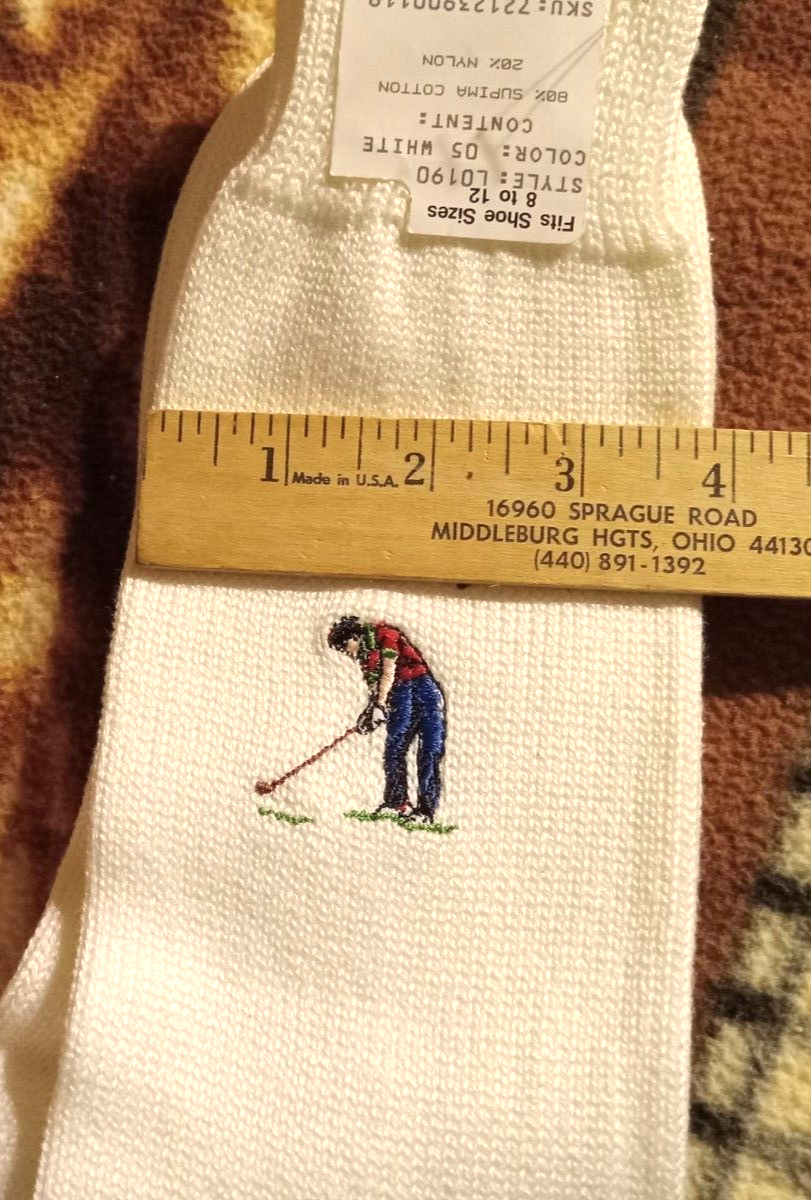 Fits Shoe Sizes
8 to 12
STYLE: L0190
COLOR: 05 WHITE
CONTENT:
80% SUPIMA COTTON
20% NYLON
SKU:
1 Made in U.S.A. 2 3 4
16960 SPRAGUE ROAD
MIDDLEBURG HGTS, OHIO 44130
(440) 891-1392